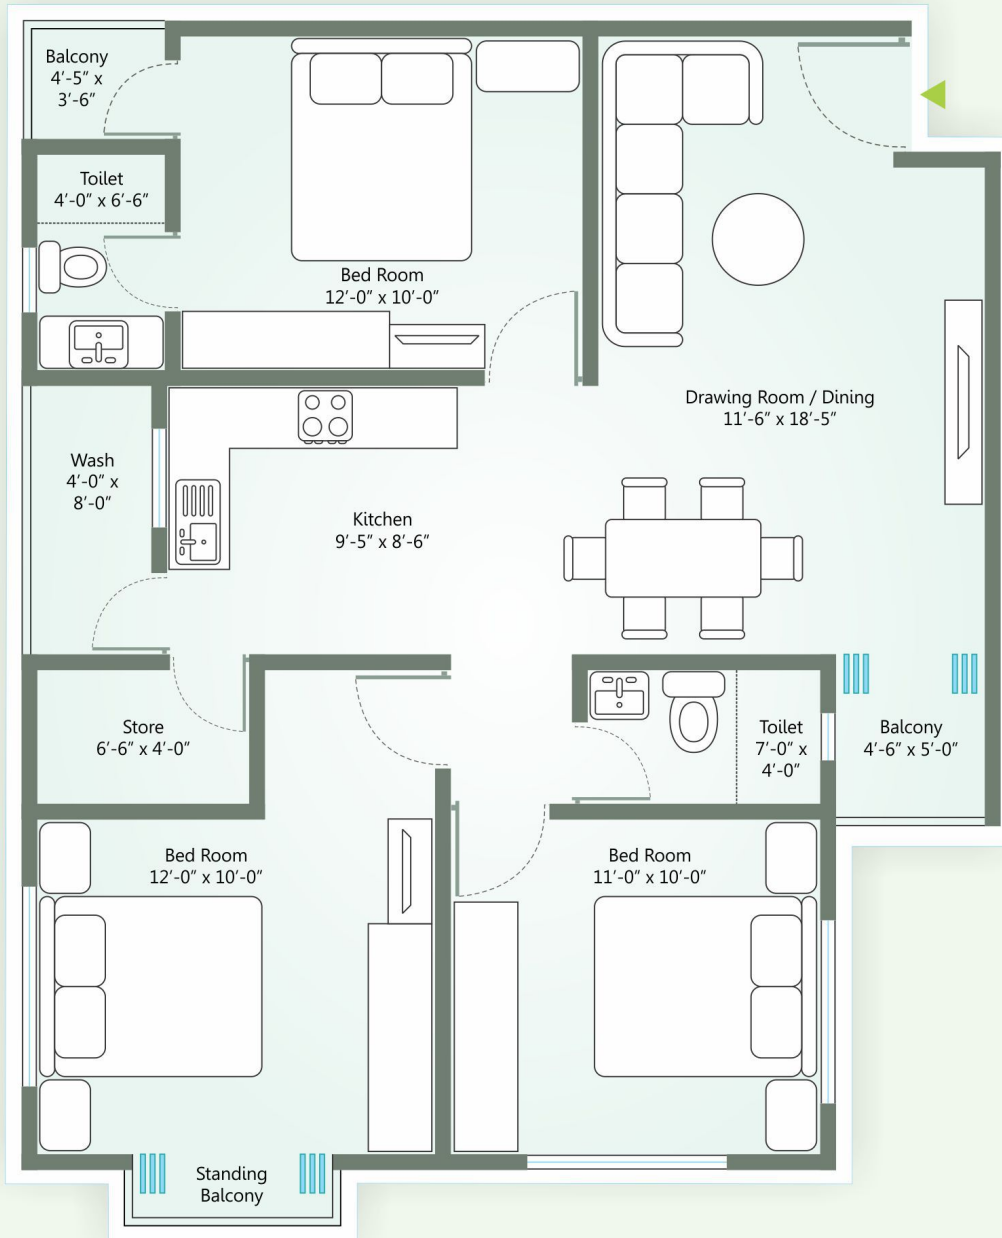 Balcony
4'-5" x
3'-6"
Toilet
4'-0" x 6'-6"
Bed Room
12'-0" x 10'-0"
Drawing Room / Dining
11'-6" x 18'-5"
Wash
4'-0" x
8'-0"
Kitchen
9'-5" x 8'-6"
Store
6'-6" x 4'-0"
Toilet
7'-0" x
4'-0"
Balcony
4'-6" x 5'-0"
Bed Room
12'-0" x 10'-0"
Bed Room
11'-0" x 10'-0"
Standing
Balcony